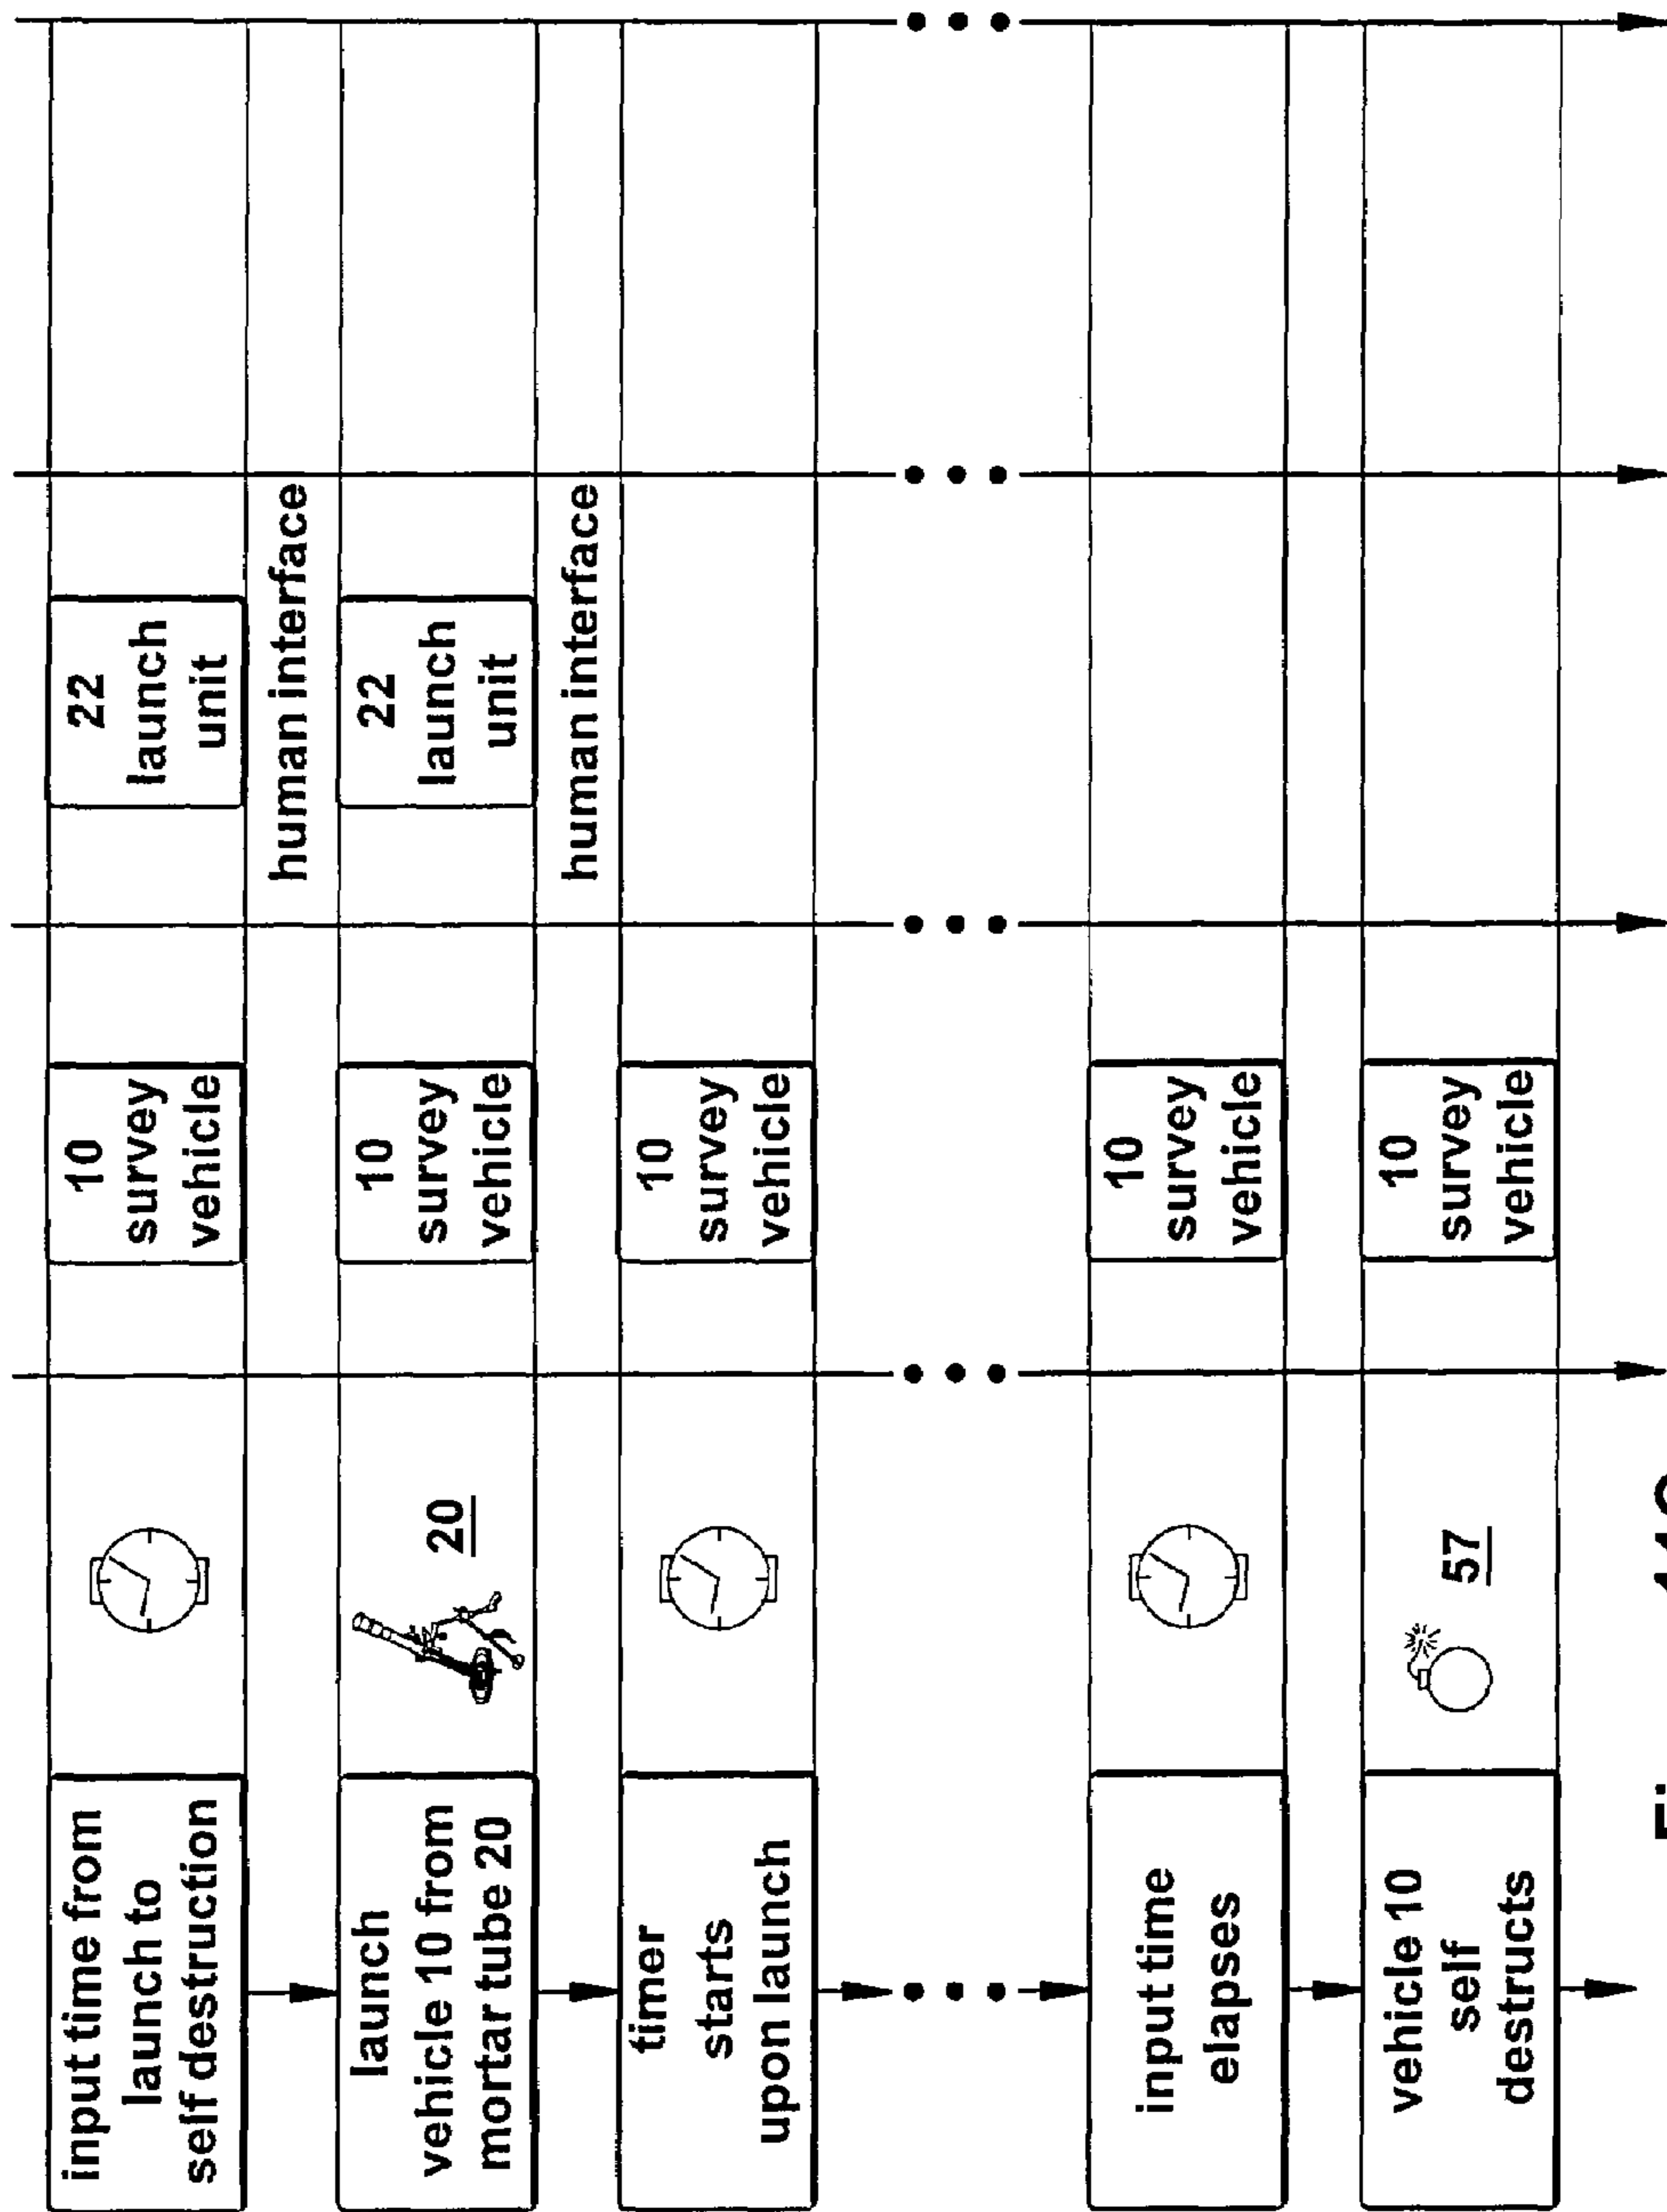 input time from
launch to
self destruction
10
survey
vehicle
22
launch
unit
human interface
launch
vehicle 10 from
mortar tube 20
20
10
survey
vehicle
22
launch
unit
human interface
timer
starts
upon launch
10
survey
vehicle
input time
elapses
10
survey
vehicle
vehicle 10
self
destructs
57
10
survey
vehicle